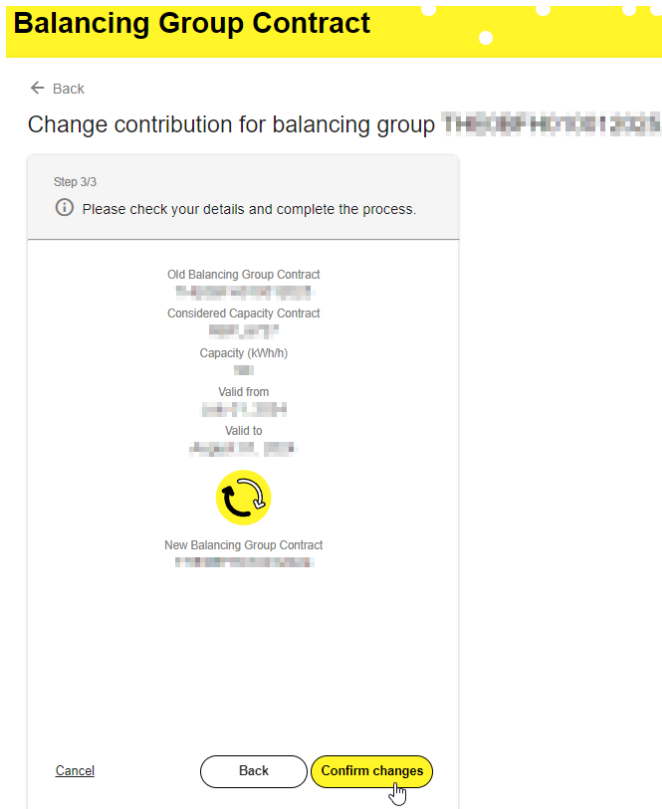 Balancing Group Contract
Back
Change contribution for balancing group
Step 3/3
Please check your details and complete the process.
Old Balancing Group Contract
Considered Capacity Contract
Capacity (kWh/h)
Valid from
Valid to
New Balancing Group Contract
Cancel
Back
Confirm changes